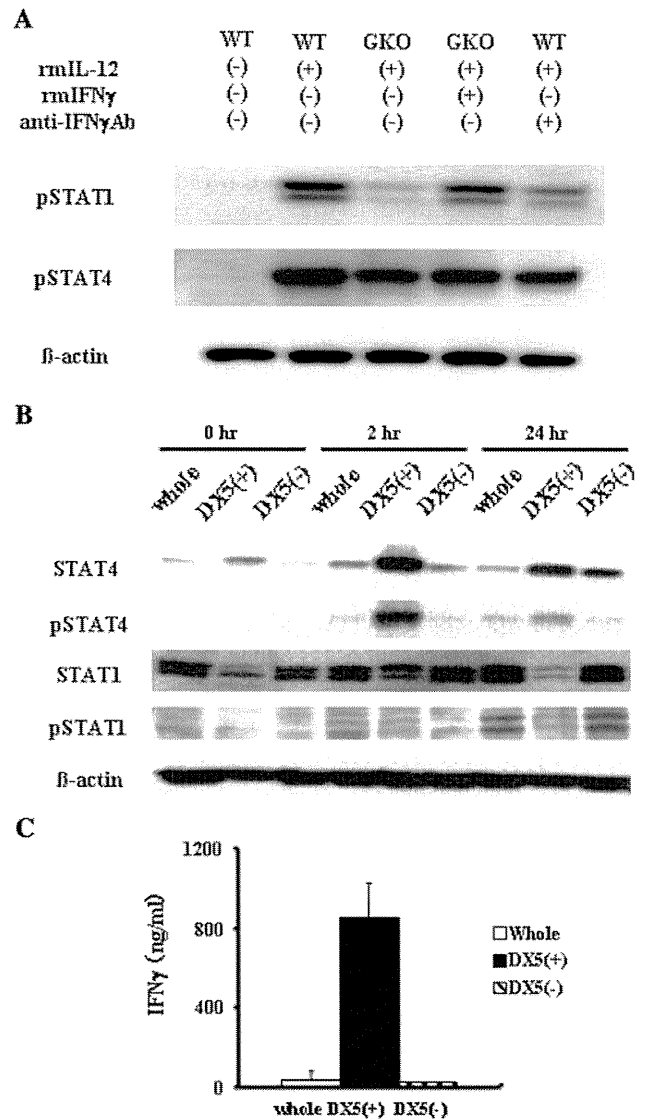 A
WT WT GKO GKO WT
rmIL-12 (-) (+) (+) (+) (+)
rmIFNγ (-) (-) (-) (+) (-)
anti-IFNγAb (-) (-) (-) (-) (+)
pSTAT1
pSTAT4
ß-actin
B
0 hr 2 hr 24 hr
whole DX5(+) DX5(-) whole DX5(+) DX5(-) whole DX5(+) DX5(-)
STAT4
pSTAT4
STAT1
pSTAT1
ß-actin
C
1200
800
400
0
IFNγ (ng/ml)
Whole
DX5(+)
DX5(-)
whole DX5(+) DX5(-)